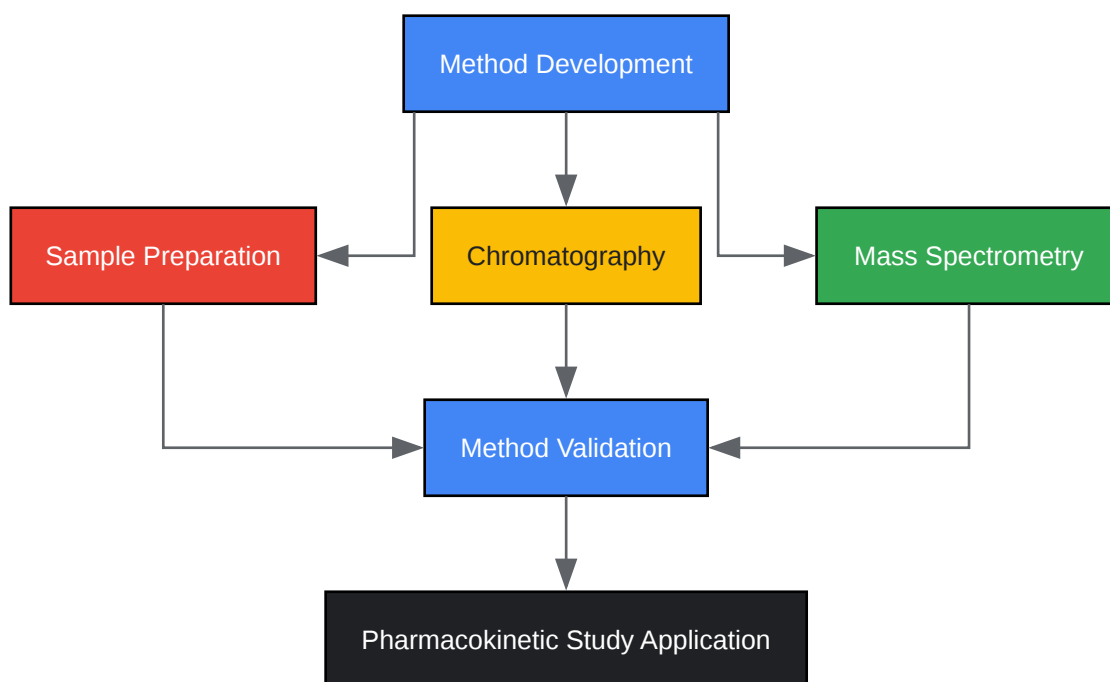 Method Development
Sample Preparation
Chromatography
Mass Spectrometry
Method Validation
Pharmacokinetic Study Application